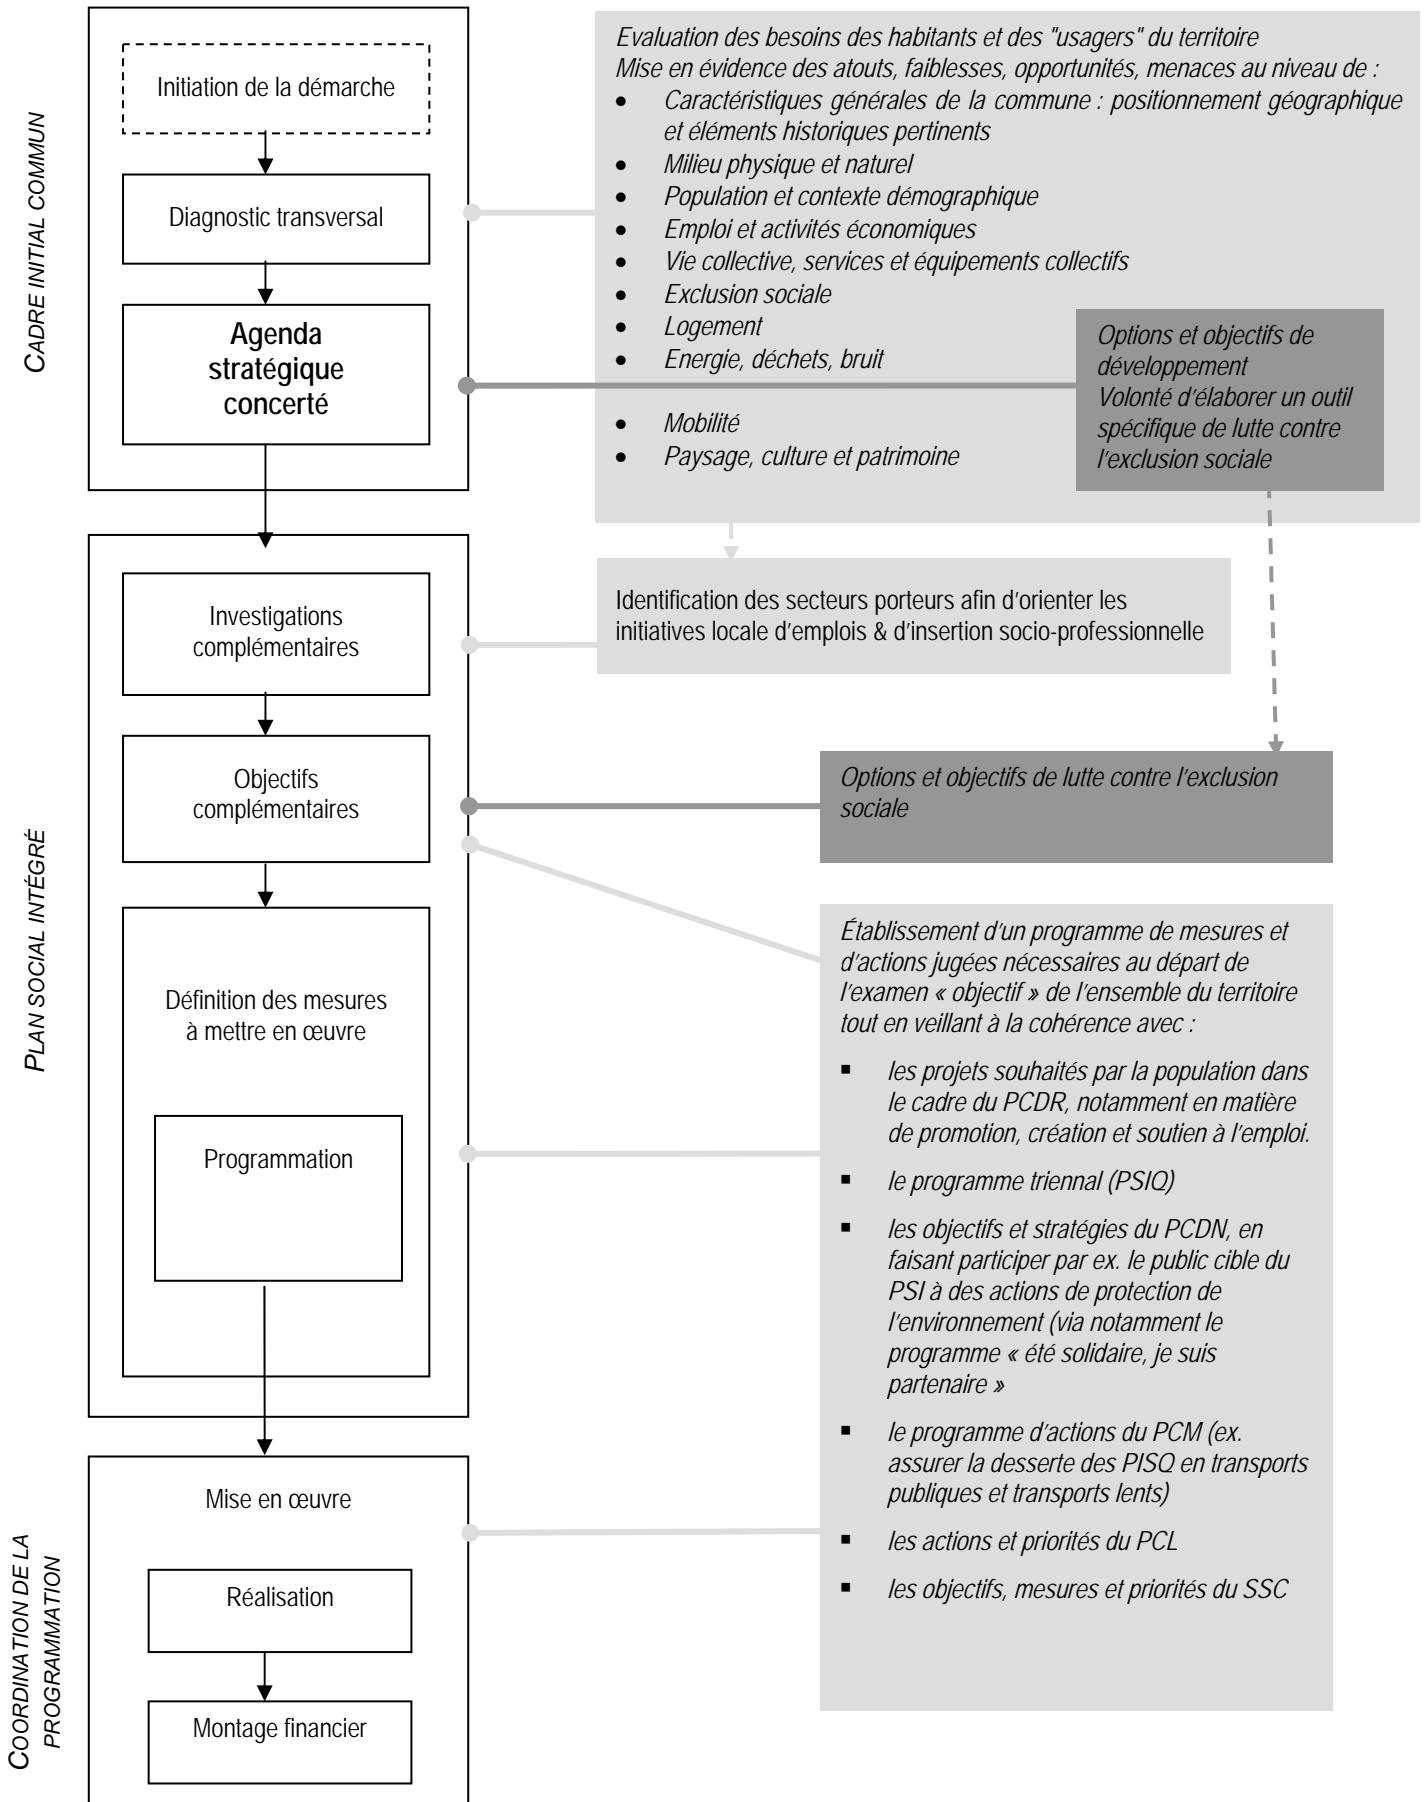 CADRE INITIAL COMMUN
Initiation de la démarche
Diagnostic transversal
Agenda
stratégique
concerté
Evaluation des besoins des habitants et des "usagers" du territoire
Mise en évidence des atouts, faiblesses, opportunités, menaces au niveau de :
• Caractéristiques générales de la commune : positionnement géographique
et éléments historiques pertinents
• Milieu physique et naturel
• Population et contexte démographique
• Emploi et activités économiques
• Vie collective, services et équipements collectifs
• Exclusion sociale
• Logement
• Energie, déchets, bruit
• Mobilité
• Paysage, culture et patrimoine
Options et objectifs de
développement
Volonté d'élaborer un outil
spécifique de lutte contre
l'exclusion sociale
PLAN SOCIAL INTÉGRÉ
Investigations
complémentaires
Identification des secteurs porteurs afin d'orienter les
initiatives locale d'emplois & d'insertion socio-professionnelle
Objectifs
complémentaires
Options et objectifs de lutte contre l'exclusion
sociale
Définition des mesures
à mettre en œuvre
Programmation
Établissement d'un programme de mesures et
d'actions jugées nécessaires au départ de
l'examen « objectif » de l'ensemble du territoire
tout en veillant à la cohérence avec :
▪ les projets souhaités par la population dans
le cadre du PCDR, notamment en matière
de promotion, création et soutien à l'emploi.
▪ le programme triennal (PSIQ)
▪ les objectifs et stratégies du PCDN, en
faisant participer par ex. le public cible du
PSI à des actions de protection de
l'environnement (via notamment le
programme « été solidaire, je suis
partenaire »
▪ le programme d'actions du PCM (ex.
assurer la desserte des PISQ en transports
publiques et transports lents)
▪ les actions et priorités du PCL
▪ les objectifs, mesures et priorités du SSC
COORDINATION DE LA
PROGRAMMATION
Mise en œuvre
Réalisation
Montage financier